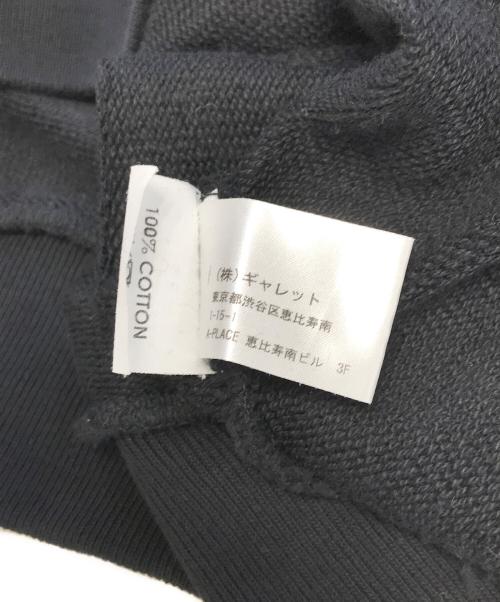 100% COTTON
(株)ギャレット
東京都渋谷区恵比寿南
1-15-1
-PLACE 恵比寿南ビル 3F